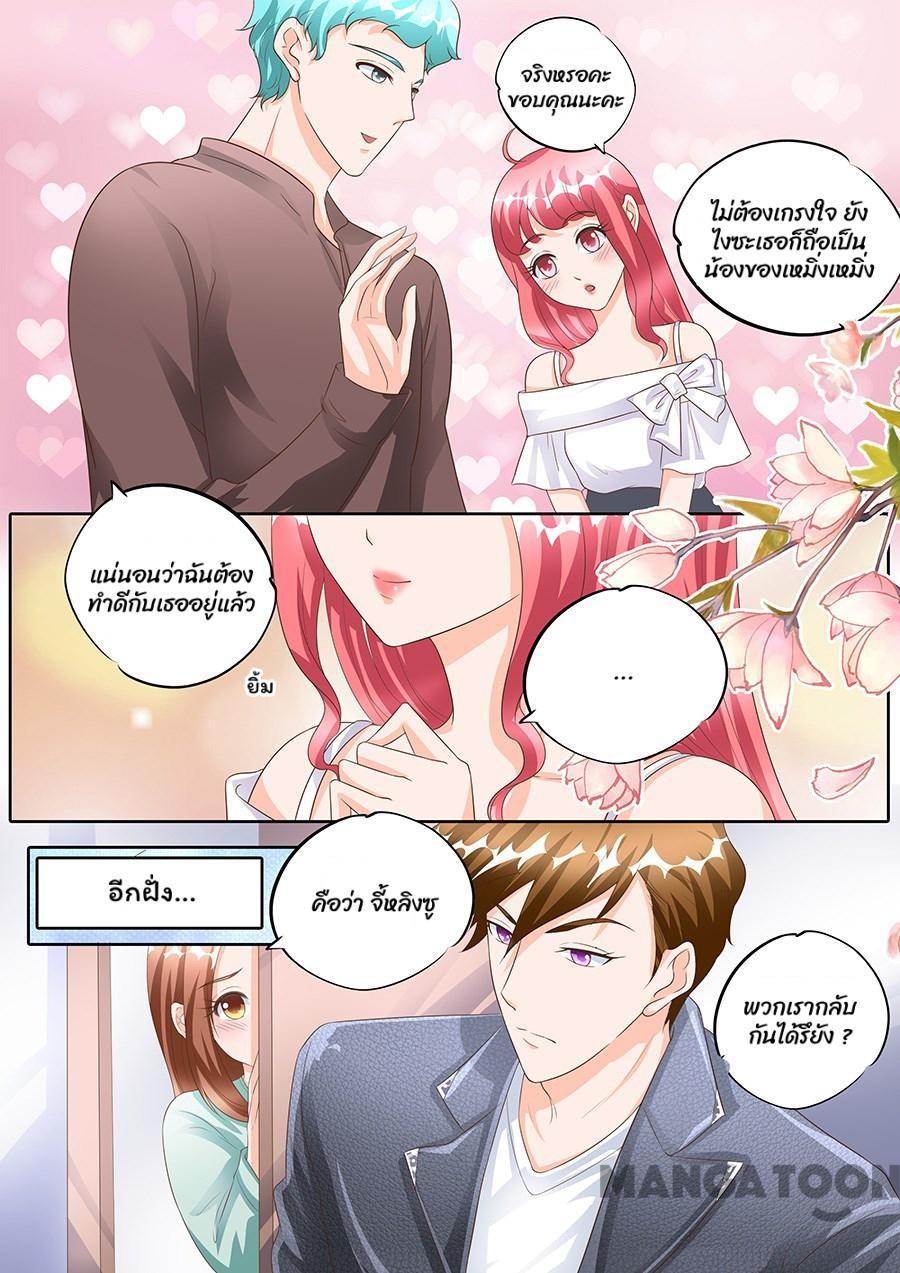 จริงหรอคะ
ขอบคุณนะคะ
ไม่ต้องเกรงใจ ยัง
ไงซะเธอก็ถือเป็น
น้องของเหมิ่งเหมิ่ง
แน่นอนว่าฉันต้อง
ทำดีกับเธออยู่แล้ว
ยิ้ม
...
อีกฝั่ง...
คือว่า จี้หลิงซู
พวกเรากลับ
กันได้รึยัง ?
MANGA TOON